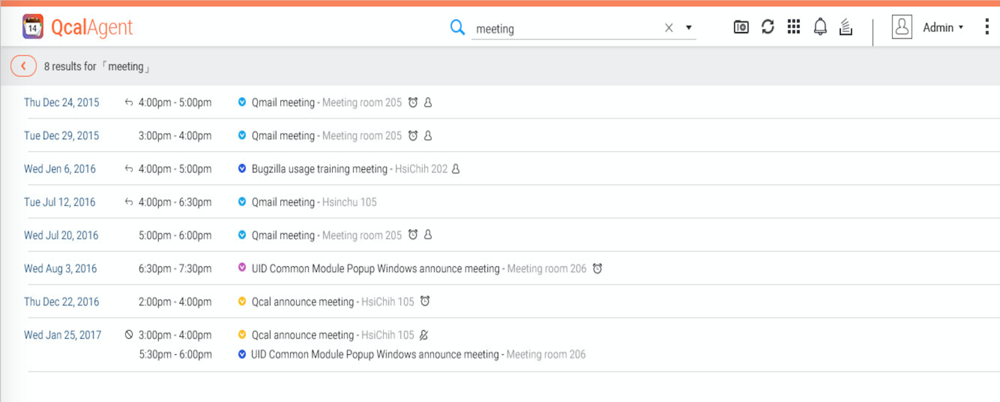 14 QcalAgent meeting Admin
8 results for「meeting」
Thu Dec 24, 2015 4:00pm - 5:00pm Qmail meeting - Meeting room 205
Tue Dec 29, 2015 3:00pm - 4:00pm Qmail meeting - Meeting room 205
Wed Jen 6, 2016 4:00pm - 5:00pm Bugzilla usage training meeting - HsiChih 202
Tue Jul 12, 2016 4:00pm - 6:30pm Qmail meeting - Hsinchu 105
Wed Jul 20, 2016 5:00pm - 6:00pm Qmail meeting - Meeting room 205
Wed Aug 3, 2016 6:30pm - 7:30pm UID Common Module Popup Windows announce meeting - Meeting room 206
Thu Dec 22, 2016 2:00pm - 4:00pm Qcal announce meeting - HsiChih 105
Wed Jan 25, 2017 3:00pm - 4:00pm Qcal announce meeting - HsiChih 105
5:30pm - 6:00pm UID Common Module Popup Windows announce meeting - Meeting room 206